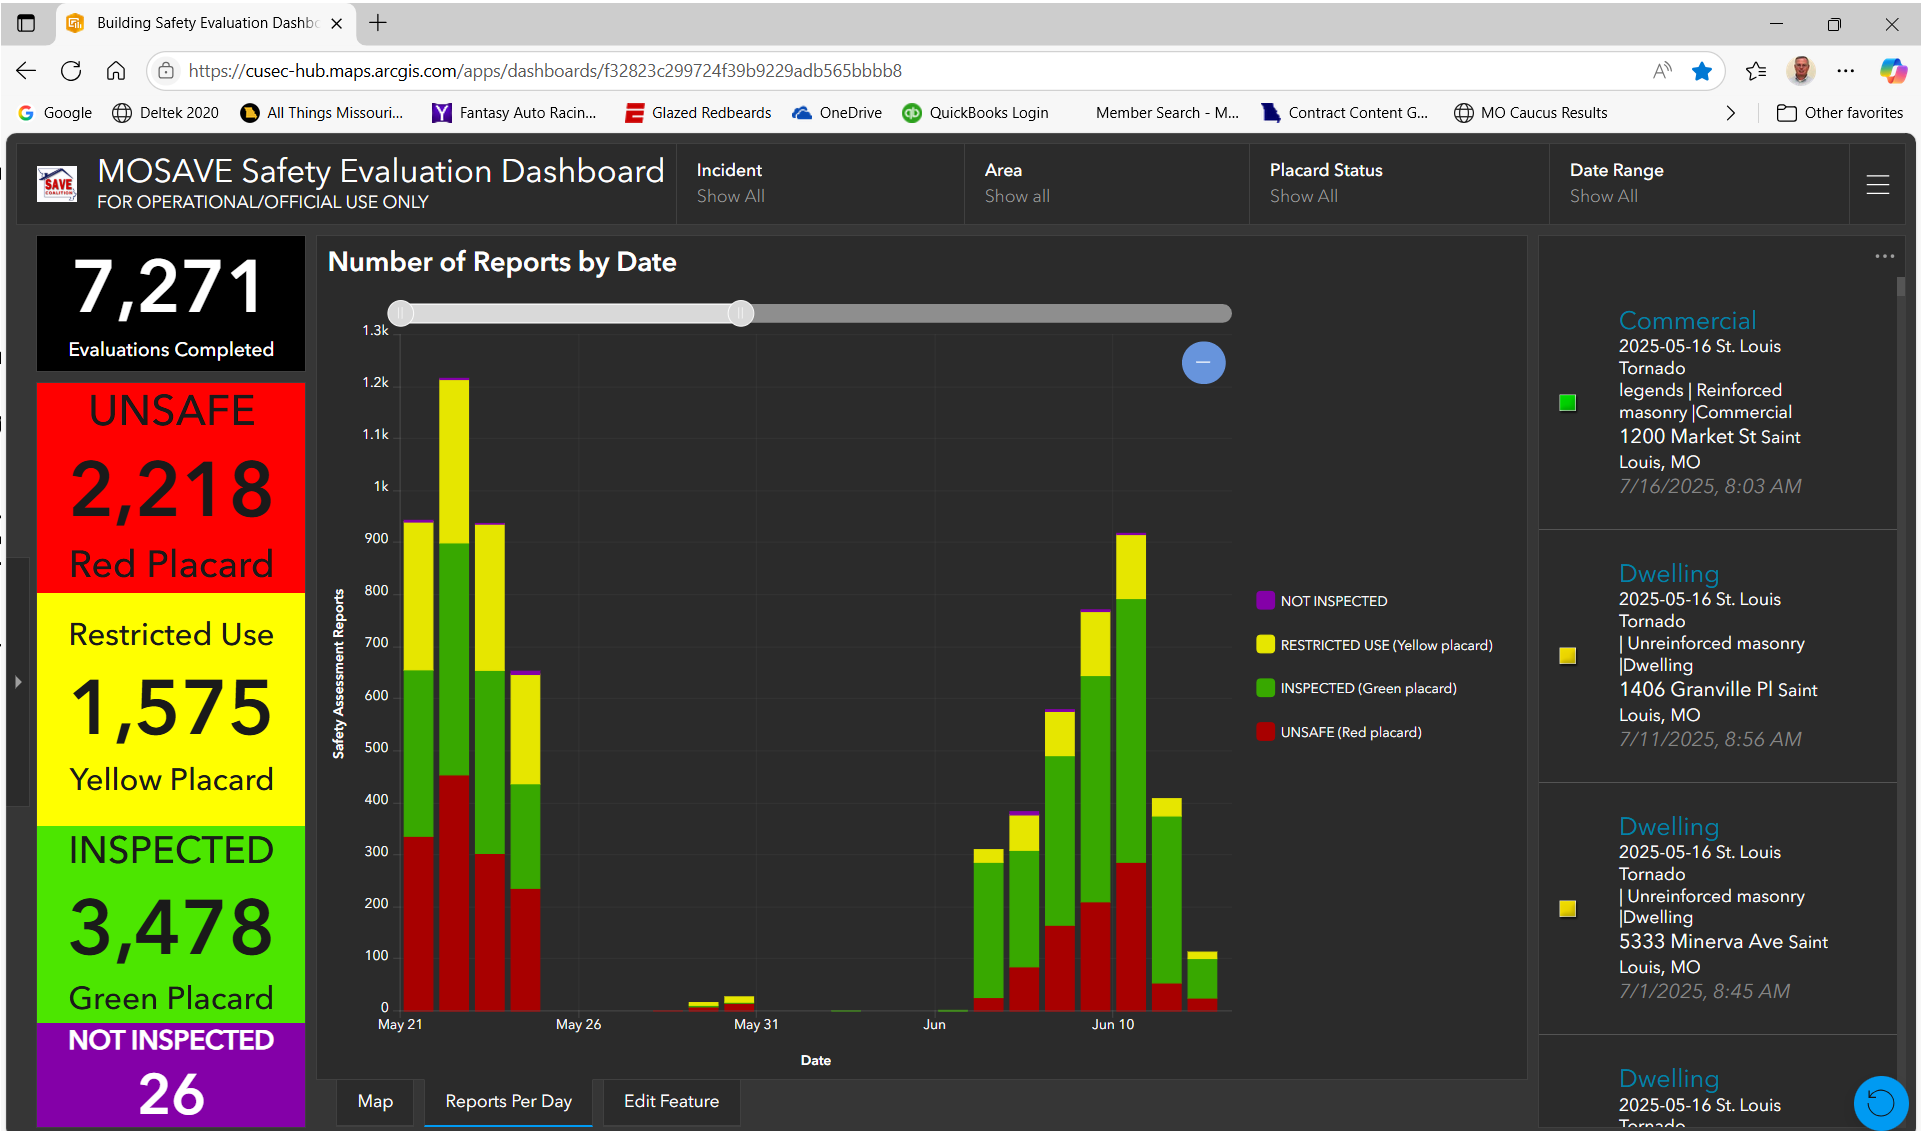 Building Safety Evaluation Dashbo
https://cusec-hub.maps.arcgis.com/apps/dashboards/f32823c299724f39b9229adb565bbbb8
Google
Deltek 2020
All Things Missouri...
Fantasy Auto Racin...
Glazed Redbeards
OneDrive
QuickBooks Login
Member Search - M...
Contract Content G...
MO Caucus Results
Other favorites
SAVE
COALITION
MOSAVE Safety Evaluation Dashboard
FOR OPERATIONAL/OFFICIAL USE ONLY
Incident
Show All
Area
Show all
Placard Status
Show All
Date Range
Show All
7,271
Evaluations Completed
UNSAFE
2,218
Red Placard
Restricted Use
1,575
Yellow Placard
INSPECTED
3,478
Green Placard
NOT INSPECTED
26
Number of Reports by Date
1.3k
1.2k
1.1k
1k
900
800
700
600
500
400
300
200
100
0
Safety Assessment Reports
May 21
May 26
May 31
Jun
Jun 10
Date
NOT INSPECTED
RESTRICTED USE (Yellow placard)
INSPECTED (Green placard)
UNSAFE (Red placard)
Map
Reports Per Day
Edit Feature
Commercial
2025-05-16 St. Louis
Tornado
legends | Reinforced
masonry |Commercial
1200 Market St Saint
Louis, MO
7/16/2025, 8:03 AM
Dwelling
2025-05-16 St. Louis
Tornado
| Unreinforced masonry
|Dwelling
1406 Granville Pl Saint
Louis, MO
7/11/2025, 8:56 AM
Dwelling
2025-05-16 St. Louis
Tornado
| Unreinforced masonry
|Dwelling
5333 Minerva Ave Saint
Louis, MO
7/1/2025, 8:45 AM
Dwelling
2025-05-16 St. Louis
Tornado